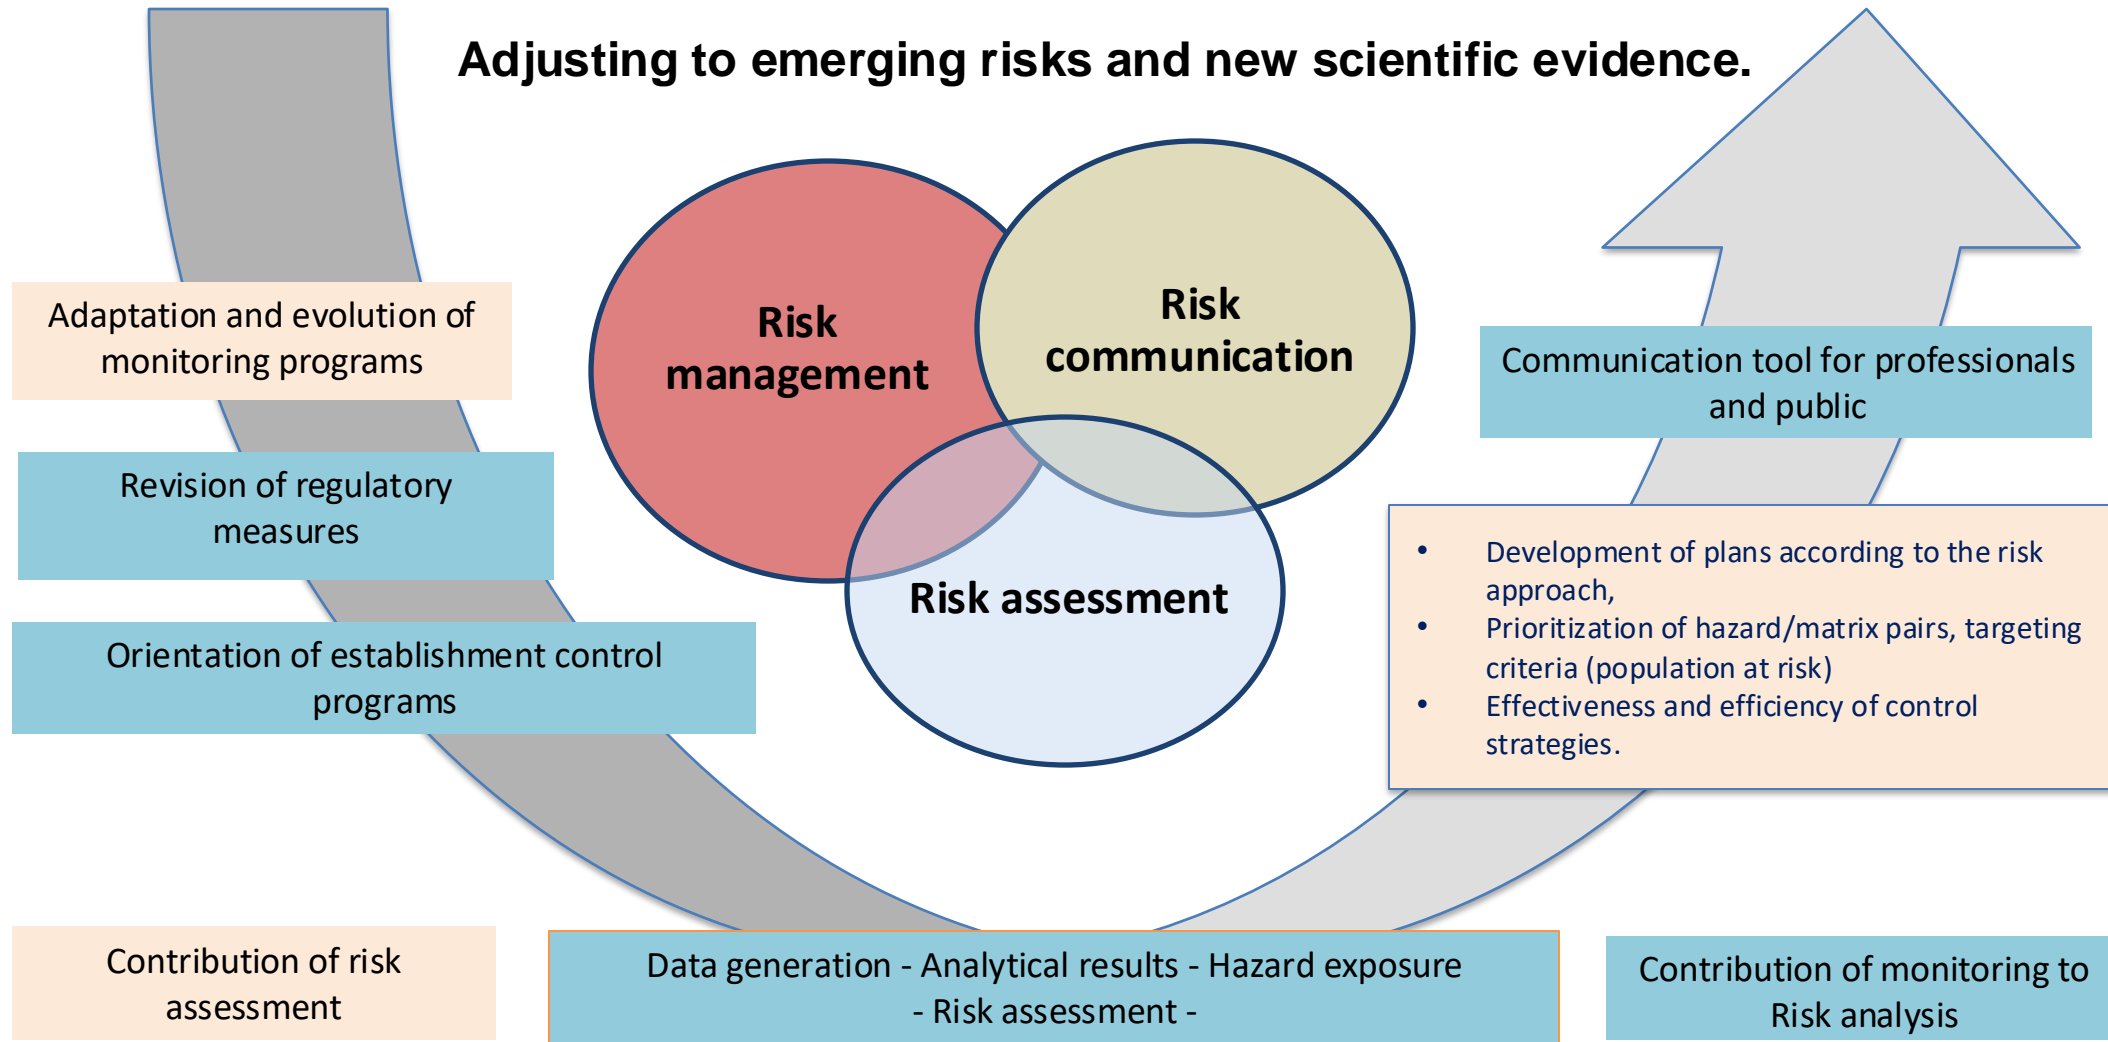 Adjusting to emerging risks and new scientific evidence.
Risk
management
Risk
communication
Risk assessment
Adaptation and evolution of
monitoring programs
Revision of regulatory
measures
Orientation of establishment control
programs
Communication tool for professionals
and public
• Development of plans according to the risk
approach,
• Prioritization of hazard/matrix pairs, targeting
criteria (population at risk)
• Effectiveness and efficiency of control
strategies.
Contribution of risk
assessment
Data generation - Analytical results - Hazard exposure
- Risk assessment -
Contribution of monitoring to
Risk analysis